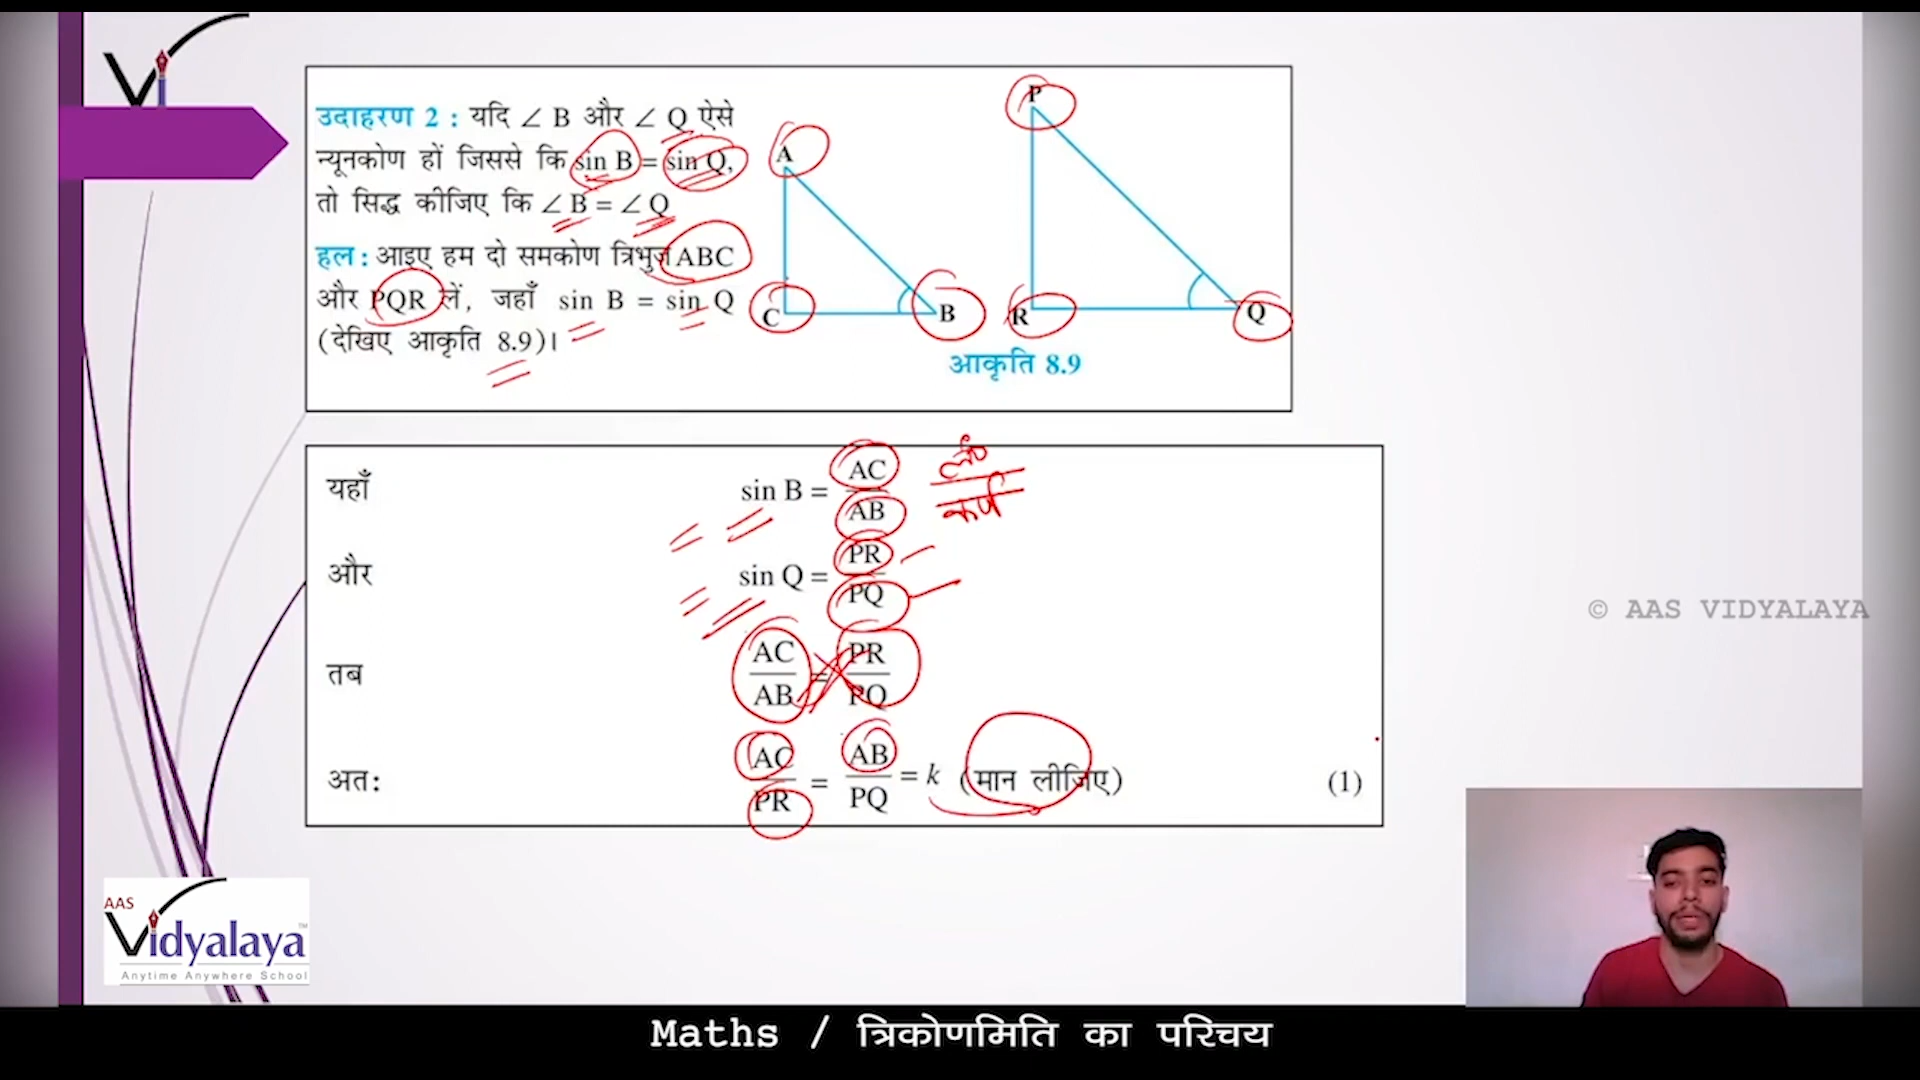 उदाहरण 2 : यदि ∠ B और ∠ Q ऐसे
न्यूनकोण हों जिससे कि sin B = sin Q,
तो सिद्ध कीजिए कि ∠ B = ∠ Q
हल : आइए हम दो समकोण त्रिभुज ABC
और PQR लें, जहाँ sin B = sin Q
(देखिए आकृति 8.9)।
A
C
B
P
R
Q
आकृति 8.9
यहाँ sin B = AC/AB
लंब/कर्ण
और sin Q = PR/PQ
तब AC/AB = PR/PQ
अतः AC/PR = AB/PQ = k (मान लीजिए) (1)
© AAS VIDYALAYA
AAS
Vidyalaya™
Anytime Anywhere School
Maths / त्रिकोणमिति का परिचय